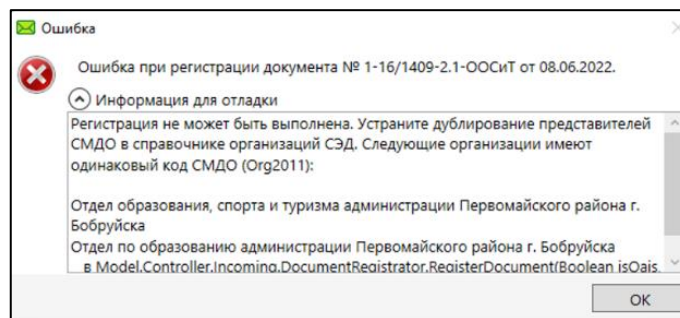 Ошибка
Ошибка при регистрации документа № 1-16/1409-2.1-ООСиТ от 08.06.2022.
Информация для отладки
Регистрация не может быть выполнена. Устраните дублирование представителей
СМДО в справочнике организаций СЭД. Следующие организации имеют
одинаковый код СМДО (Org2011):
Отдел образования, спорта и туризма администрации Первомайского района г.
Бобруйска
Отдел по образованию администрации Первомайского района г. Бобруйска
в Model.Controller.Incoming.DocumentRegistrator.RegisterDocument(Boolean isOais,
OK